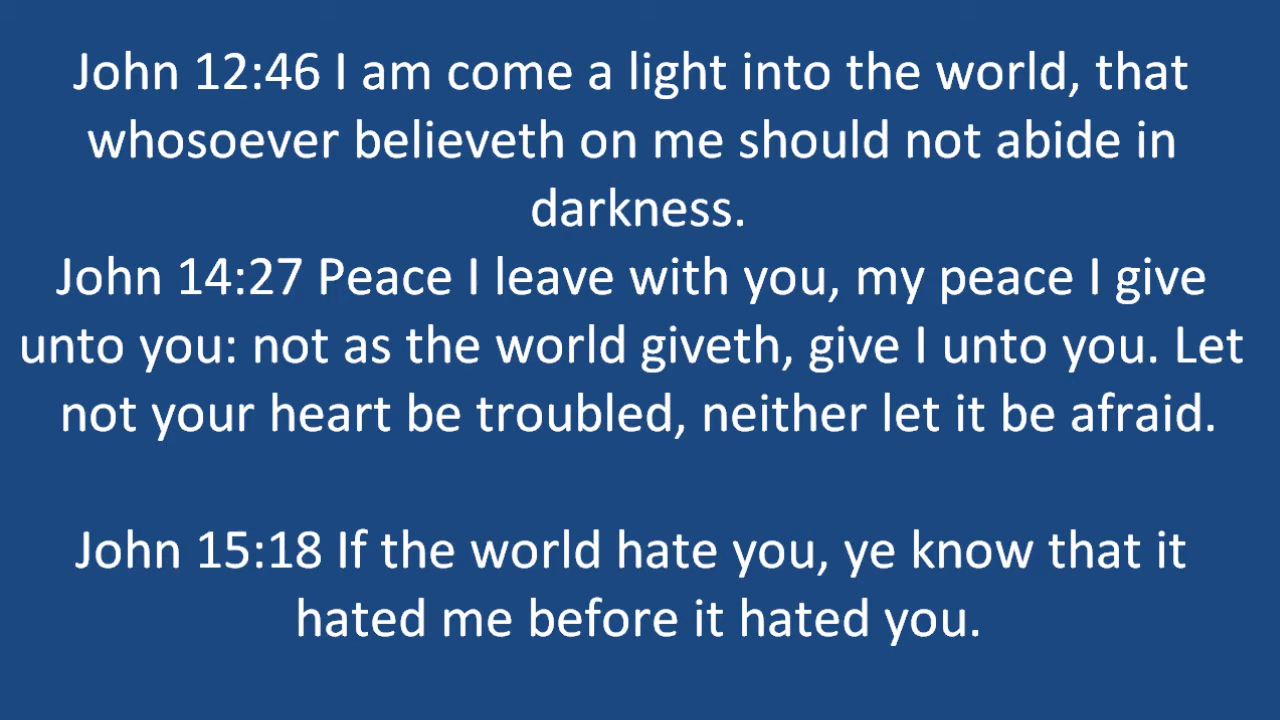 John 12:46 I am come a light into the world, that
whosoever believeth on me should not abide in
darkness.
John 14:27 Peace I leave with you, my peace I give
unto you: not as the world giveth, give I unto you. Let
not your heart be troubled, neither let it be afraid.
John 15:18 If the world hate you, ye know that it
hated me before it hated you.